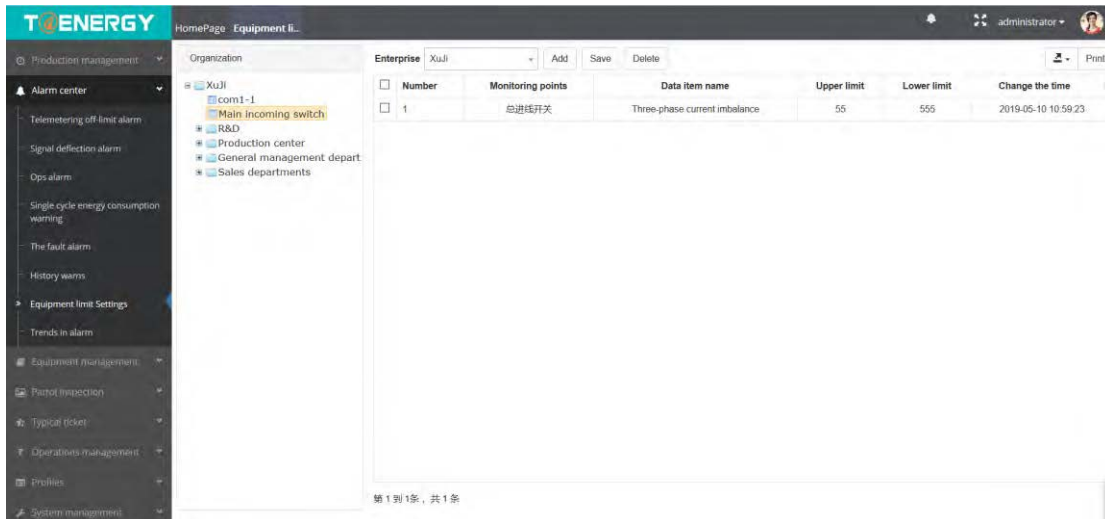 T@ENERGY
HomePage Equipment li...
administrator
Production management
Alarm center
Telemetering off-limit alarm
Signal deflection alarm
Ops alarm
Single cycle energy consumption
warning
The fault alarm
History warns
Equipment limit Settings
Trends in alarm
Equipment management
Patrol inspection
Typical ticket
Operations management
Profiles
System management
Organization
XuJi
com1-1
Main incoming switch
R&D
Production center
General management depart
Sales departments
Enterprise XuJi Add Save Delete Print
Number Monitoring points Data item name Upper limit Lower limit Change the time
1 总进线开关 Three-phase current imbalance 55 555 2019-05-10 10:59:23
第 1 到 1条，共 1 条